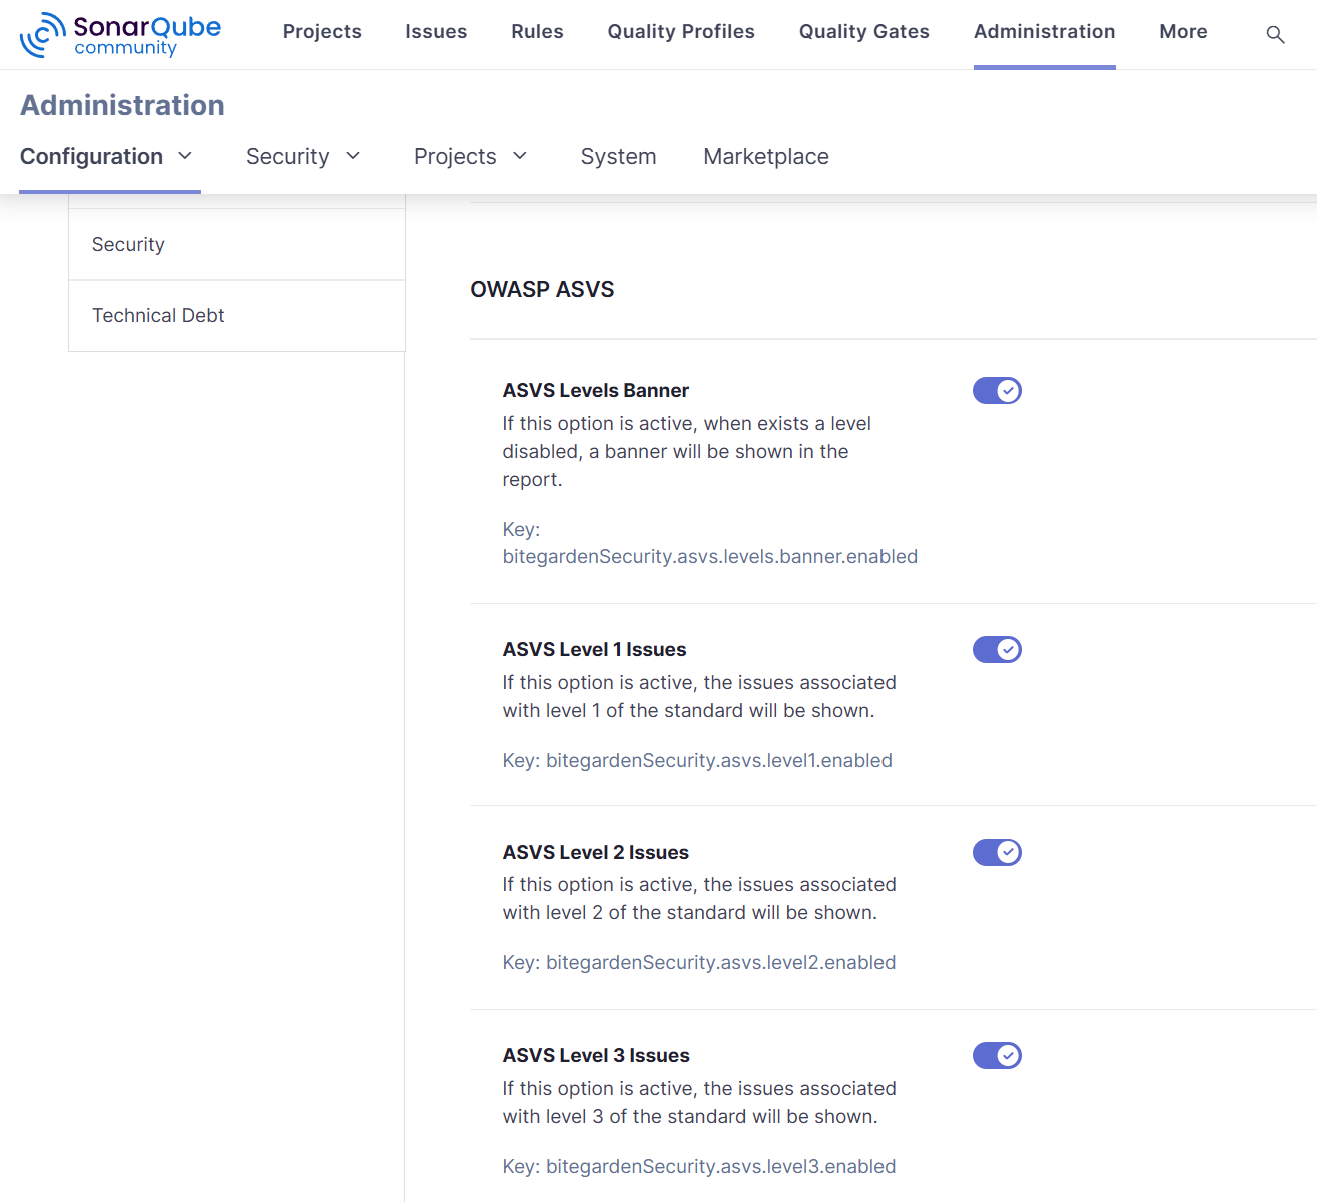 SonarQube
community
Projects
Issues
Rules
Quality Profiles
Quality Gates
Administration
More
Administration
Configuration
Security
Projects
System
Marketplace
Security
Technical Debt
OWASP ASVS
ASVS Levels Banner
If this option is active, when exists a level
disabled, a banner will be shown in the
report.
Key:
bitegardenSecurity.asvs.levels.banner.enabled
ASVS Level 1 Issues
If this option is active, the issues associated
with level 1 of the standard will be shown.
Key: bitegardenSecurity.asvs.level1.enabled
ASVS Level 2 Issues
If this option is active, the issues associated
with level 2 of the standard will be shown.
Key: bitegardenSecurity.asvs.level2.enabled
ASVS Level 3 Issues
If this option is active, the issues associated
with level 3 of the standard will be shown.
Key: bitegardenSecurity.asvs.level3.enabled